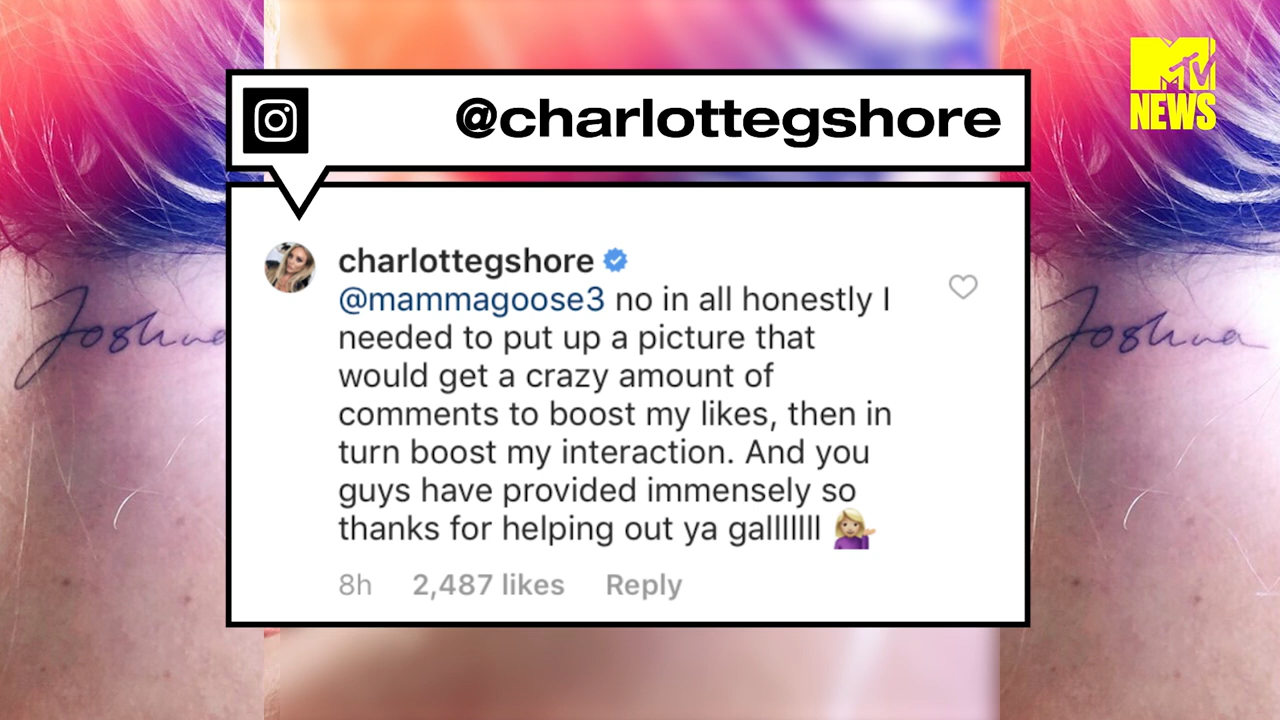 @charlottegshore
MTV
NEWS
charlottegshore
@mammagoose3 no in all honestly I
needed to put up a picture that
would get a crazy amount of
comments to boost my likes, then in
turn boost my interaction. And you
guys have provided immensely so
thanks for helping out ya galllllll 💁🏼‍♀️
8h 2,487 likes Reply
Joshua
Joshua